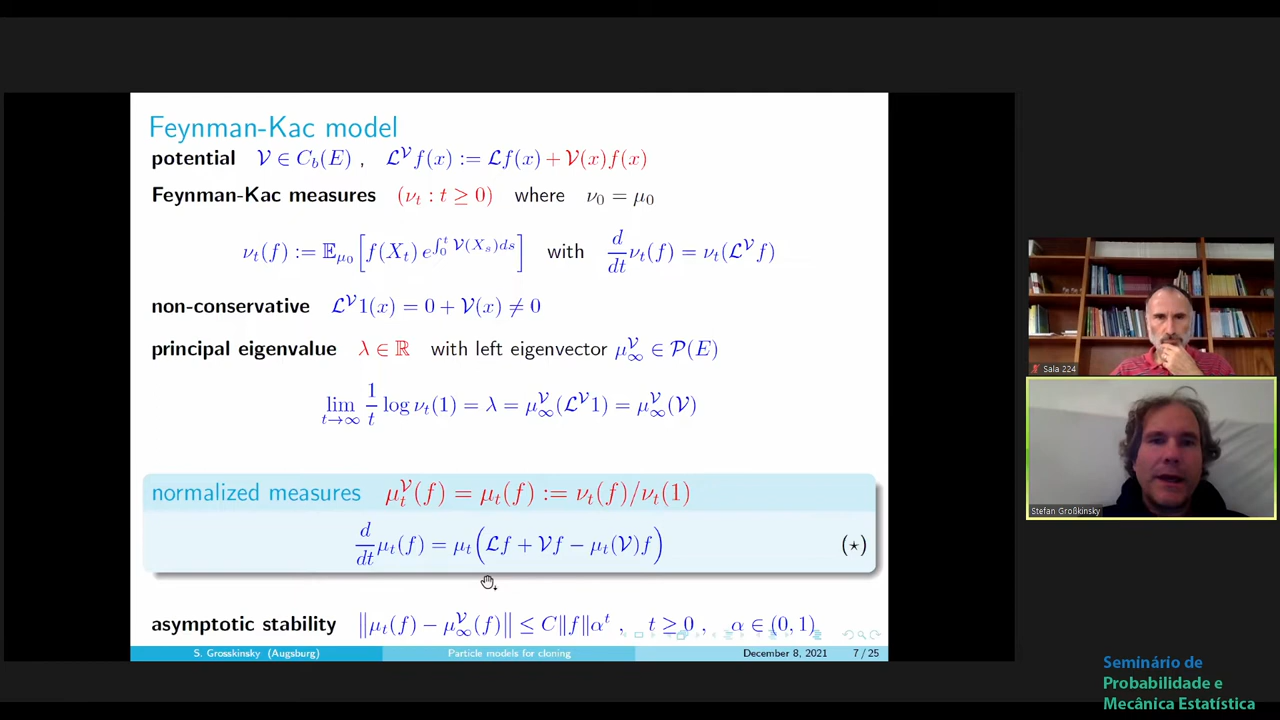 Feynman-Kac model
potential 𝒱 ∈ C_b(E) , ℒ^𝒱 f(x) := ℒf(x) + 𝒱(x)f(x)
Feynman-Kac measures (ν_t : t ≥ 0) where ν_0 = μ_0
ν_t(f) := 𝔼_{μ_0}[f(X_t) e^{∫_0^t 𝒱(X_s)ds}] with d/dt ν_t(f) = ν_t(ℒ^𝒱 f)
non-conservative ℒ^𝒱 1(x) = 0 + 𝒱(x) ≠ 0
principal eigenvalue λ ∈ ℝ with left eigenvector μ_∞^𝒱 ∈ 𝒫(E)
lim_{t→∞} 1/t log ν_t(1) = λ = μ_∞^𝒱(ℒ^𝒱 1) = μ_∞^𝒱(𝒱)
normalized measures μ_t^𝒱(f) = μ_t(f) := ν_t(f)/ν_t(1)
d/dt μ_t(f) = μ_t(ℒf + 𝒱f − μ_t(𝒱)f) (⋆)
asymptotic stability ‖μ_t(f) − μ_∞^𝒱(f)‖ ≤ C‖f‖α^t , t ≥ 0 , α ∈ (0, 1)
S. Grosskinsky (Augsburg) Particle models for cloning December 8, 2021 7 / 25
Sala 224
Stefan Großkinsky
Seminário de
Probabilidade e
Mecânica Estatística